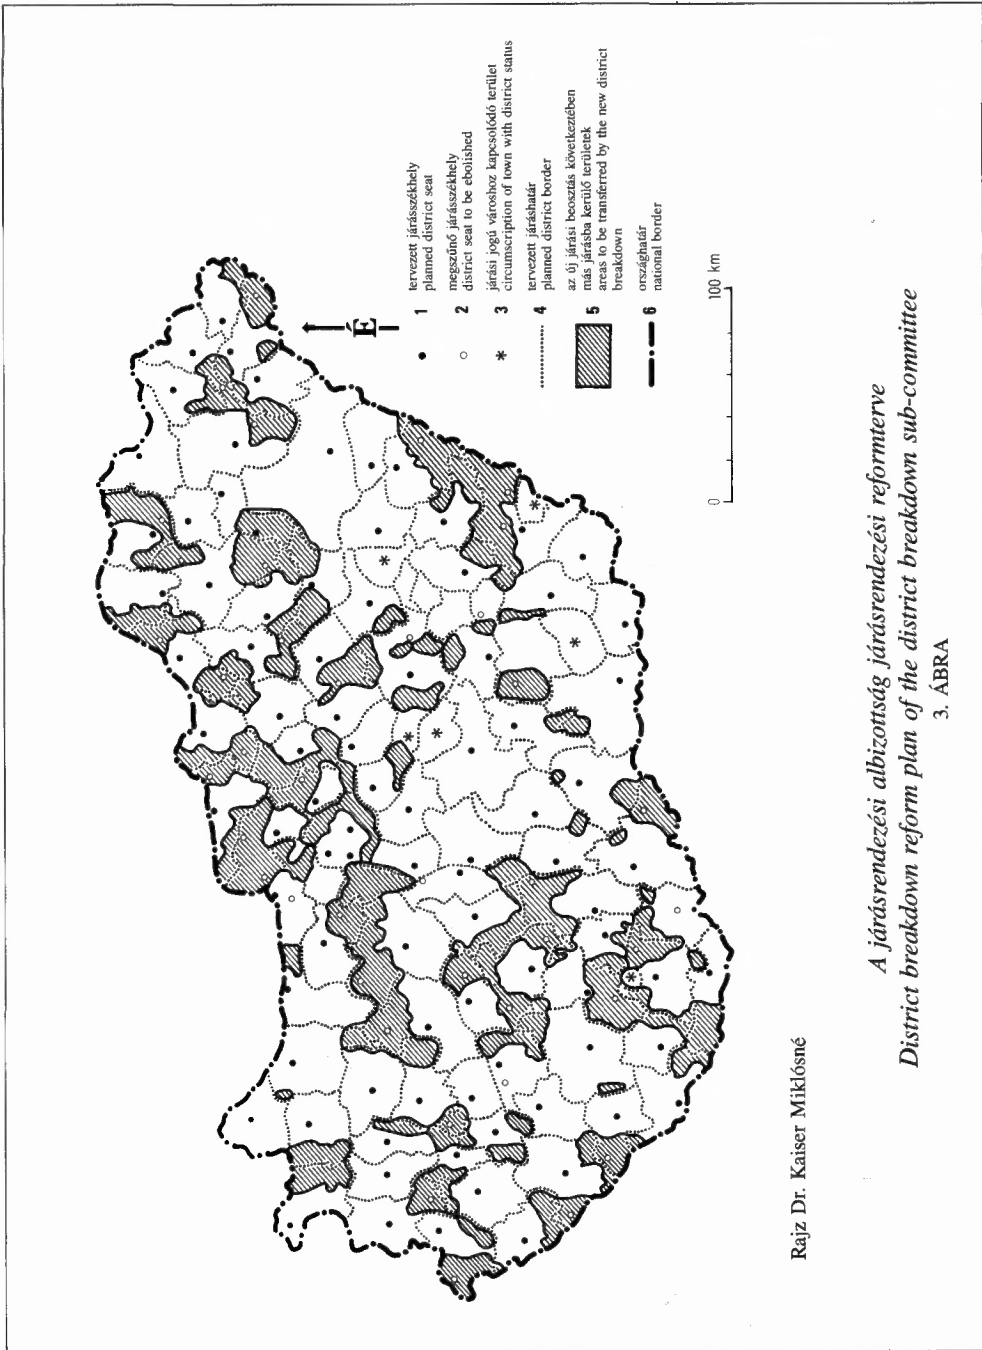 É
1
tervezett járásszékhely
planned district seat
2
megszűnő járásszékhely
district seat to be ebolished
3
járási jogú városhoz kapcsolódó terület
circumscription of town with district status
4
tervezett járáshatár
planned district border
5
az új járási beosztás következtében
más járásba kerülő területek
areas to be transferred by the new district
breakdown
6
országhatár
national border
0 100 km
Rajz Dr. Kaiser Miklósné
A járásrendezési albizottság járásrendezési reformterve
District breakdown reform plan of the district breakdown sub-committee
3. ÁBRA